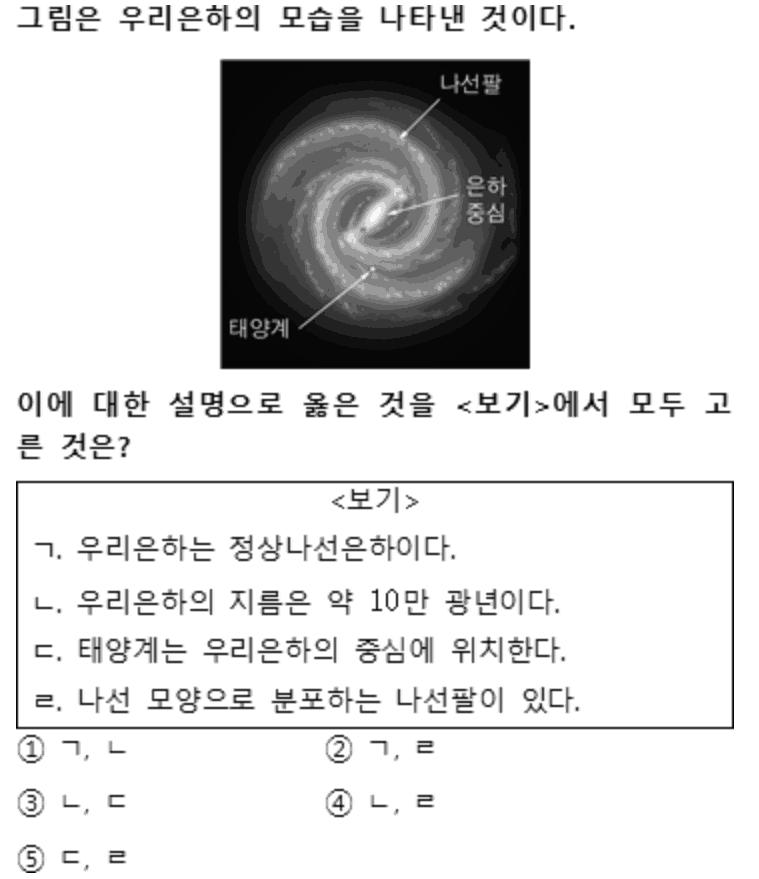 그림은 우리은하의 모습을 나타낸 것이다.
나선팔
은하
중심
태양계
이에 대한 설명으로 옳은 것을 <보기>에서 모두 고
른 것은?
<보기>
ㄱ. 우리은하는 정상나선은하이다.
ㄴ. 우리은하의 지름은 약 10만 광년이다.
ㄷ. 태양계는 우리은하의 중심에 위치한다.
ㄹ. 나선 모양으로 분포하는 나선팔이 있다.
① ㄱ, ㄴ ② ㄱ, ㄹ
③ ㄴ, ㄷ ④ ㄴ, ㄹ
⑤ ㄷ, ㄹ